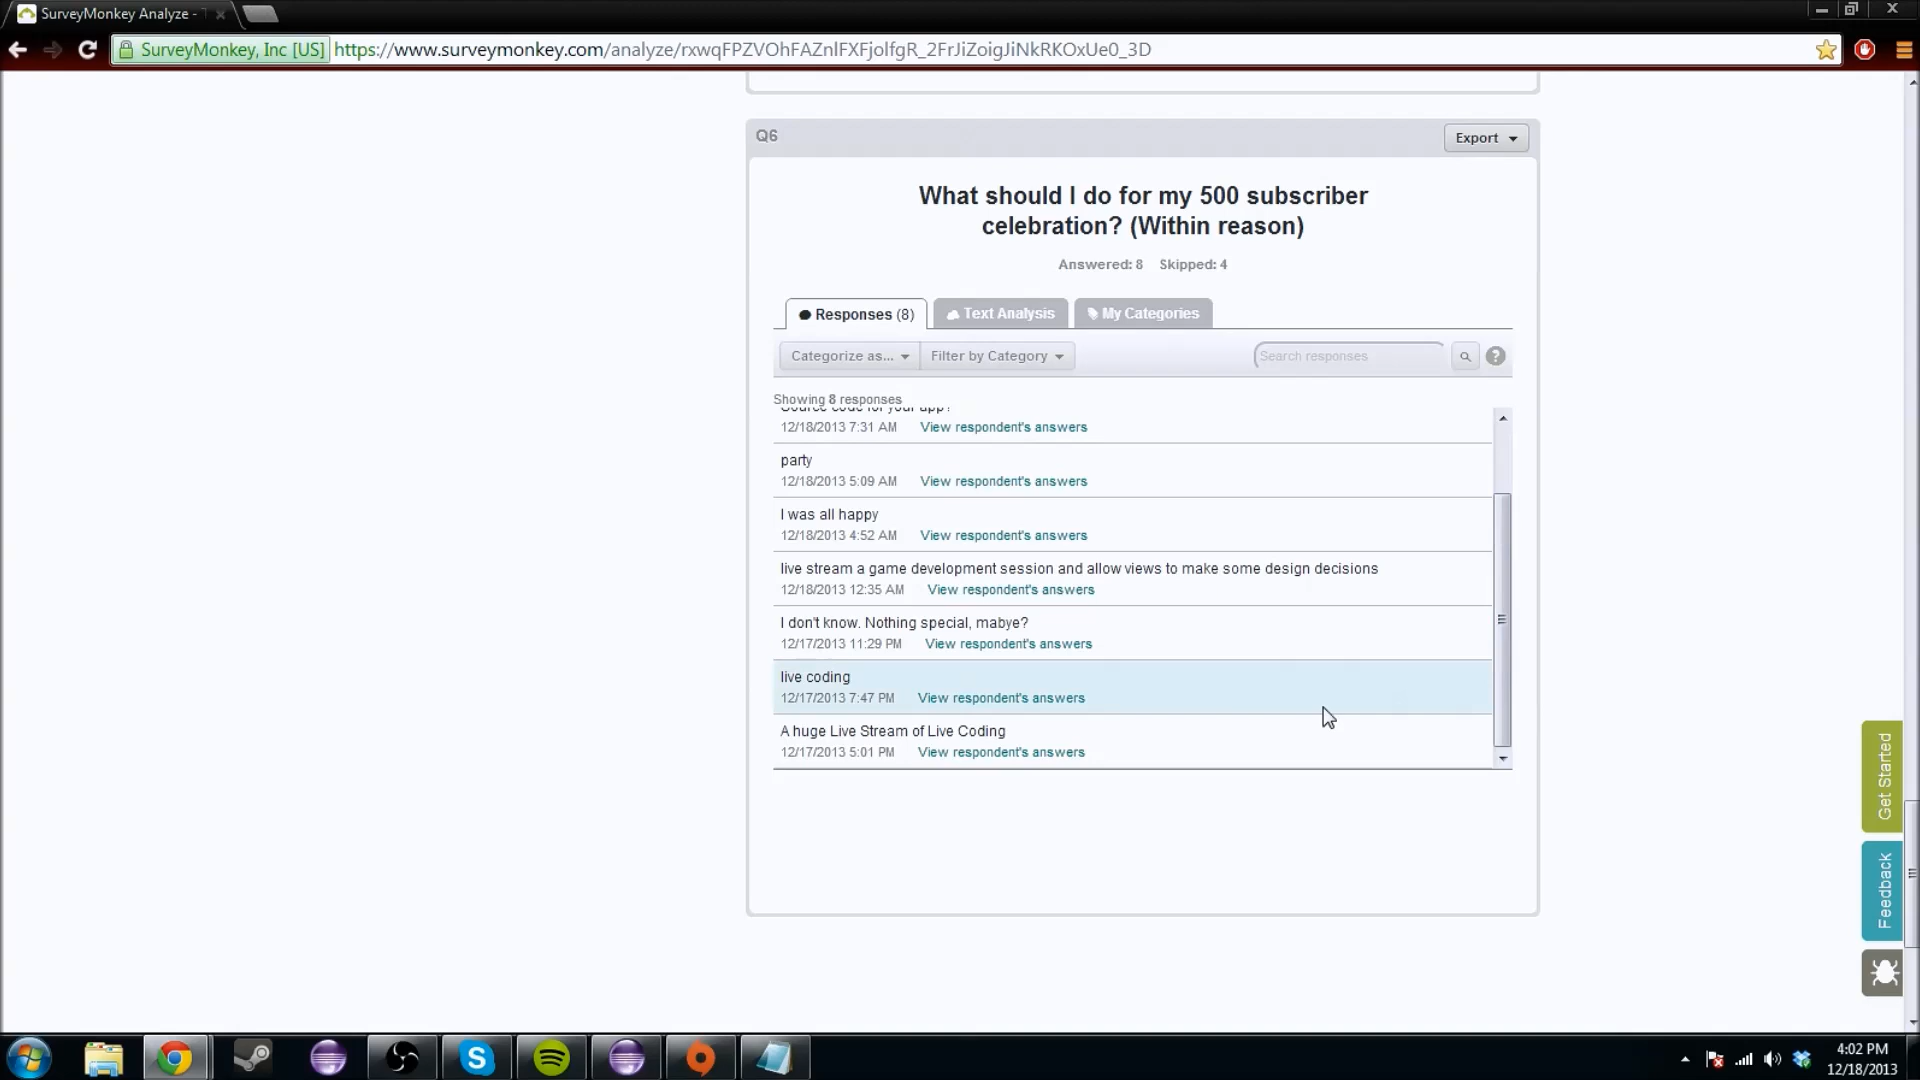 SurveyMonkey Analyze -
SurveyMonkey, Inc [US] https://www.surveymonkey.com/analyze/rxwqFPZVOhFAZnlFXFjolfgR_2FrJiZoigJiNkRKOxUe0_3D
Q6
Export
What should I do for my 500 subscriber
celebration? (Within reason)
Answered: 8 Skipped: 4
Responses (8) Text Analysis My Categories
Categorize as... Filter by Category Search responses ?
Showing 8 responses
Source code for your app?
12/18/2013 7:31 AM View respondent's answers
party
12/18/2013 5:09 AM View respondent's answers
I was all happy
12/18/2013 4:52 AM View respondent's answers
live stream a game development session and allow views to make some design decisions
12/18/2013 12:35 AM View respondent's answers
I don't know. Nothing special, mabye?
12/17/2013 11:29 PM View respondent's answers
live coding
12/17/2013 7:47 PM View respondent's answers
A huge Live Stream of Live Coding
12/17/2013 5:01 PM View respondent's answers
Get Started
Feedback
4:02 PM
12/18/2013